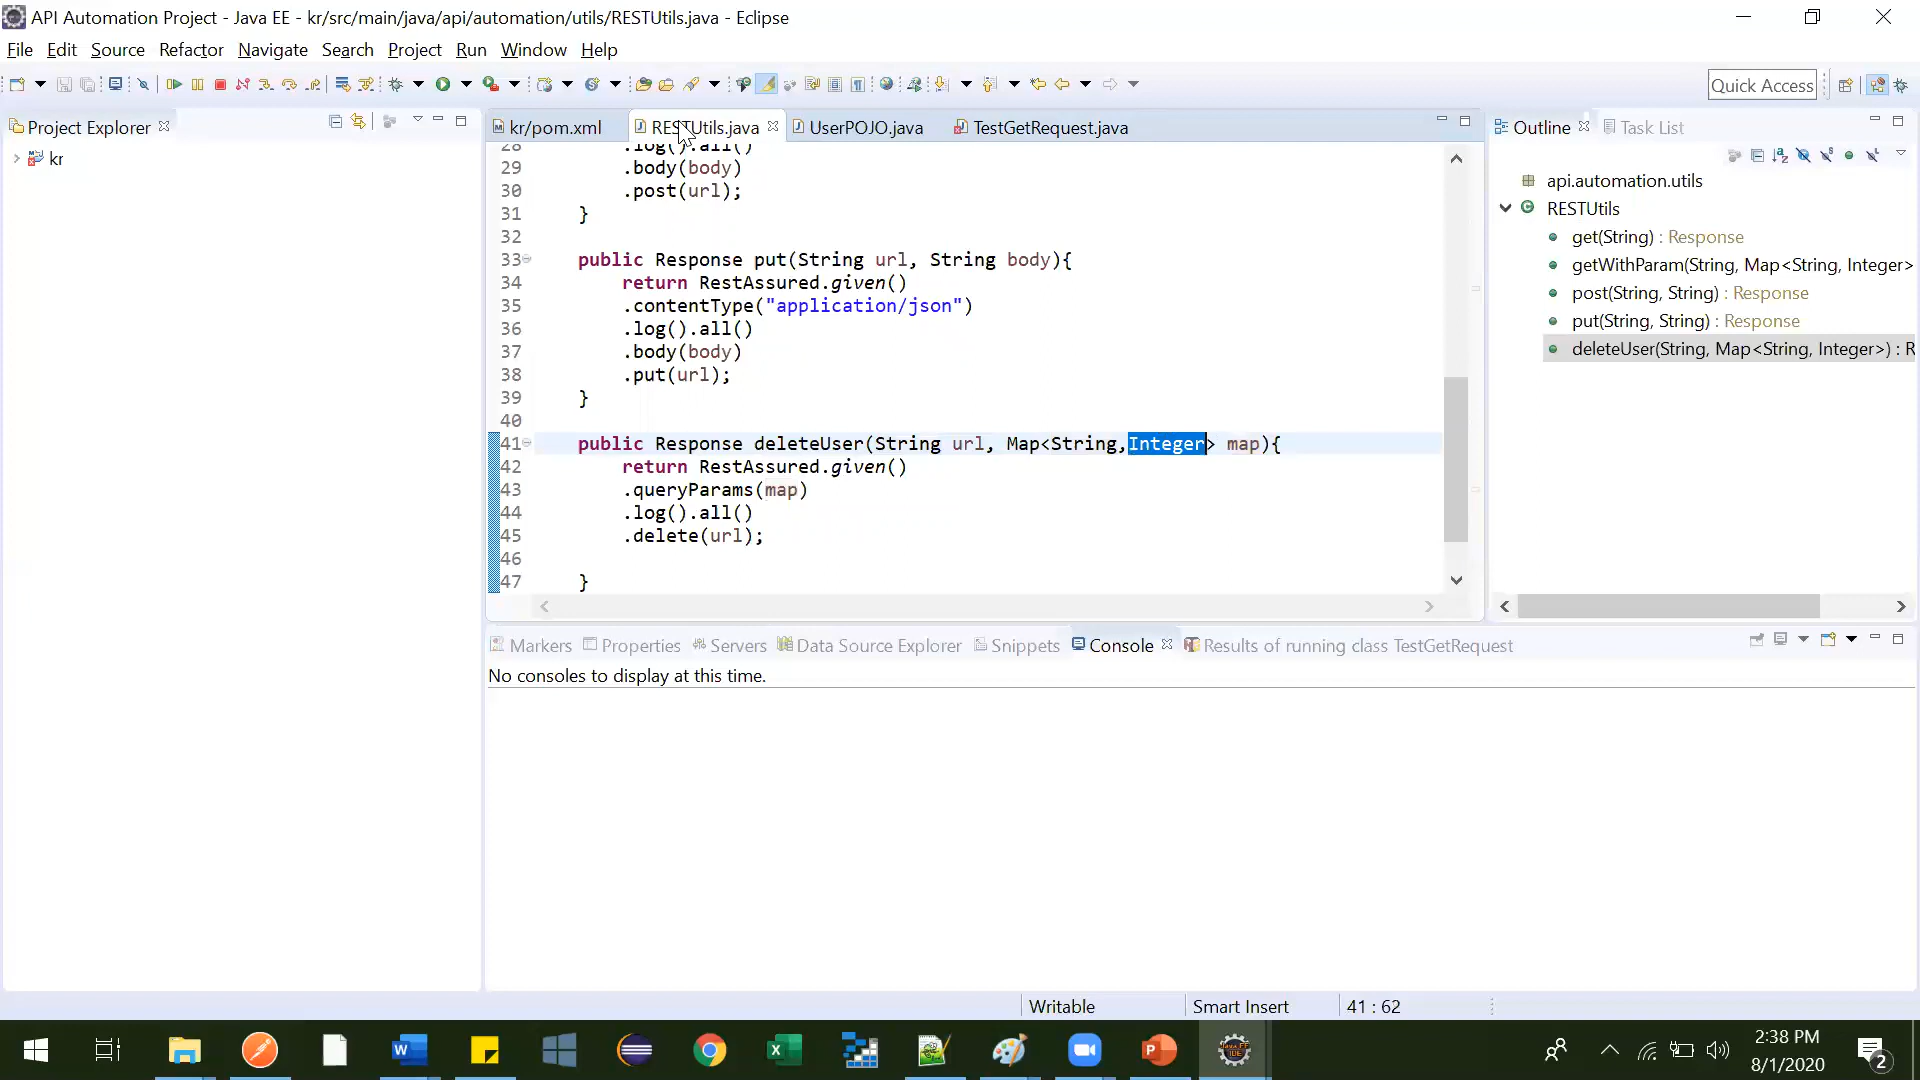 API Automation Project - Java EE - kr/src/main/java/api/automation/utils/RESTUtils.java - Eclipse
File Edit Source Refactor Navigate Search Project Run Window Help
Quick Access
Project Explorer
kr
kr/pom.xml RESTUtils.java UserPOJO.java TestGetRequest.java
28 .log().all()
29 .body(body)
30 .post(url);
31 }
32
33 public Response put(String url, String body){
34 return RestAssured.given()
35 .contentType("application/json")
36 .log().all()
37 .body(body)
38 .put(url);
39 }
40
41 public Response deleteUser(String url, Map<String,Integer> map){
42 return RestAssured.given()
43 .queryParams(map)
44 .log().all()
45 .delete(url);
46
47 }
Outline Task List
api.automation.utils
RESTUtils
get(String) : Response
getWithParam(String, Map<String, Integer>
post(String, String) : Response
put(String, String) : Response
deleteUser(String, Map<String, Integer>) : R
Markers Properties Servers Data Source Explorer Snippets Console Results of running class TestGetRequest
No consoles to display at this time.
Writable Smart Insert 41 : 62
2:38 PM
8/1/2020
2